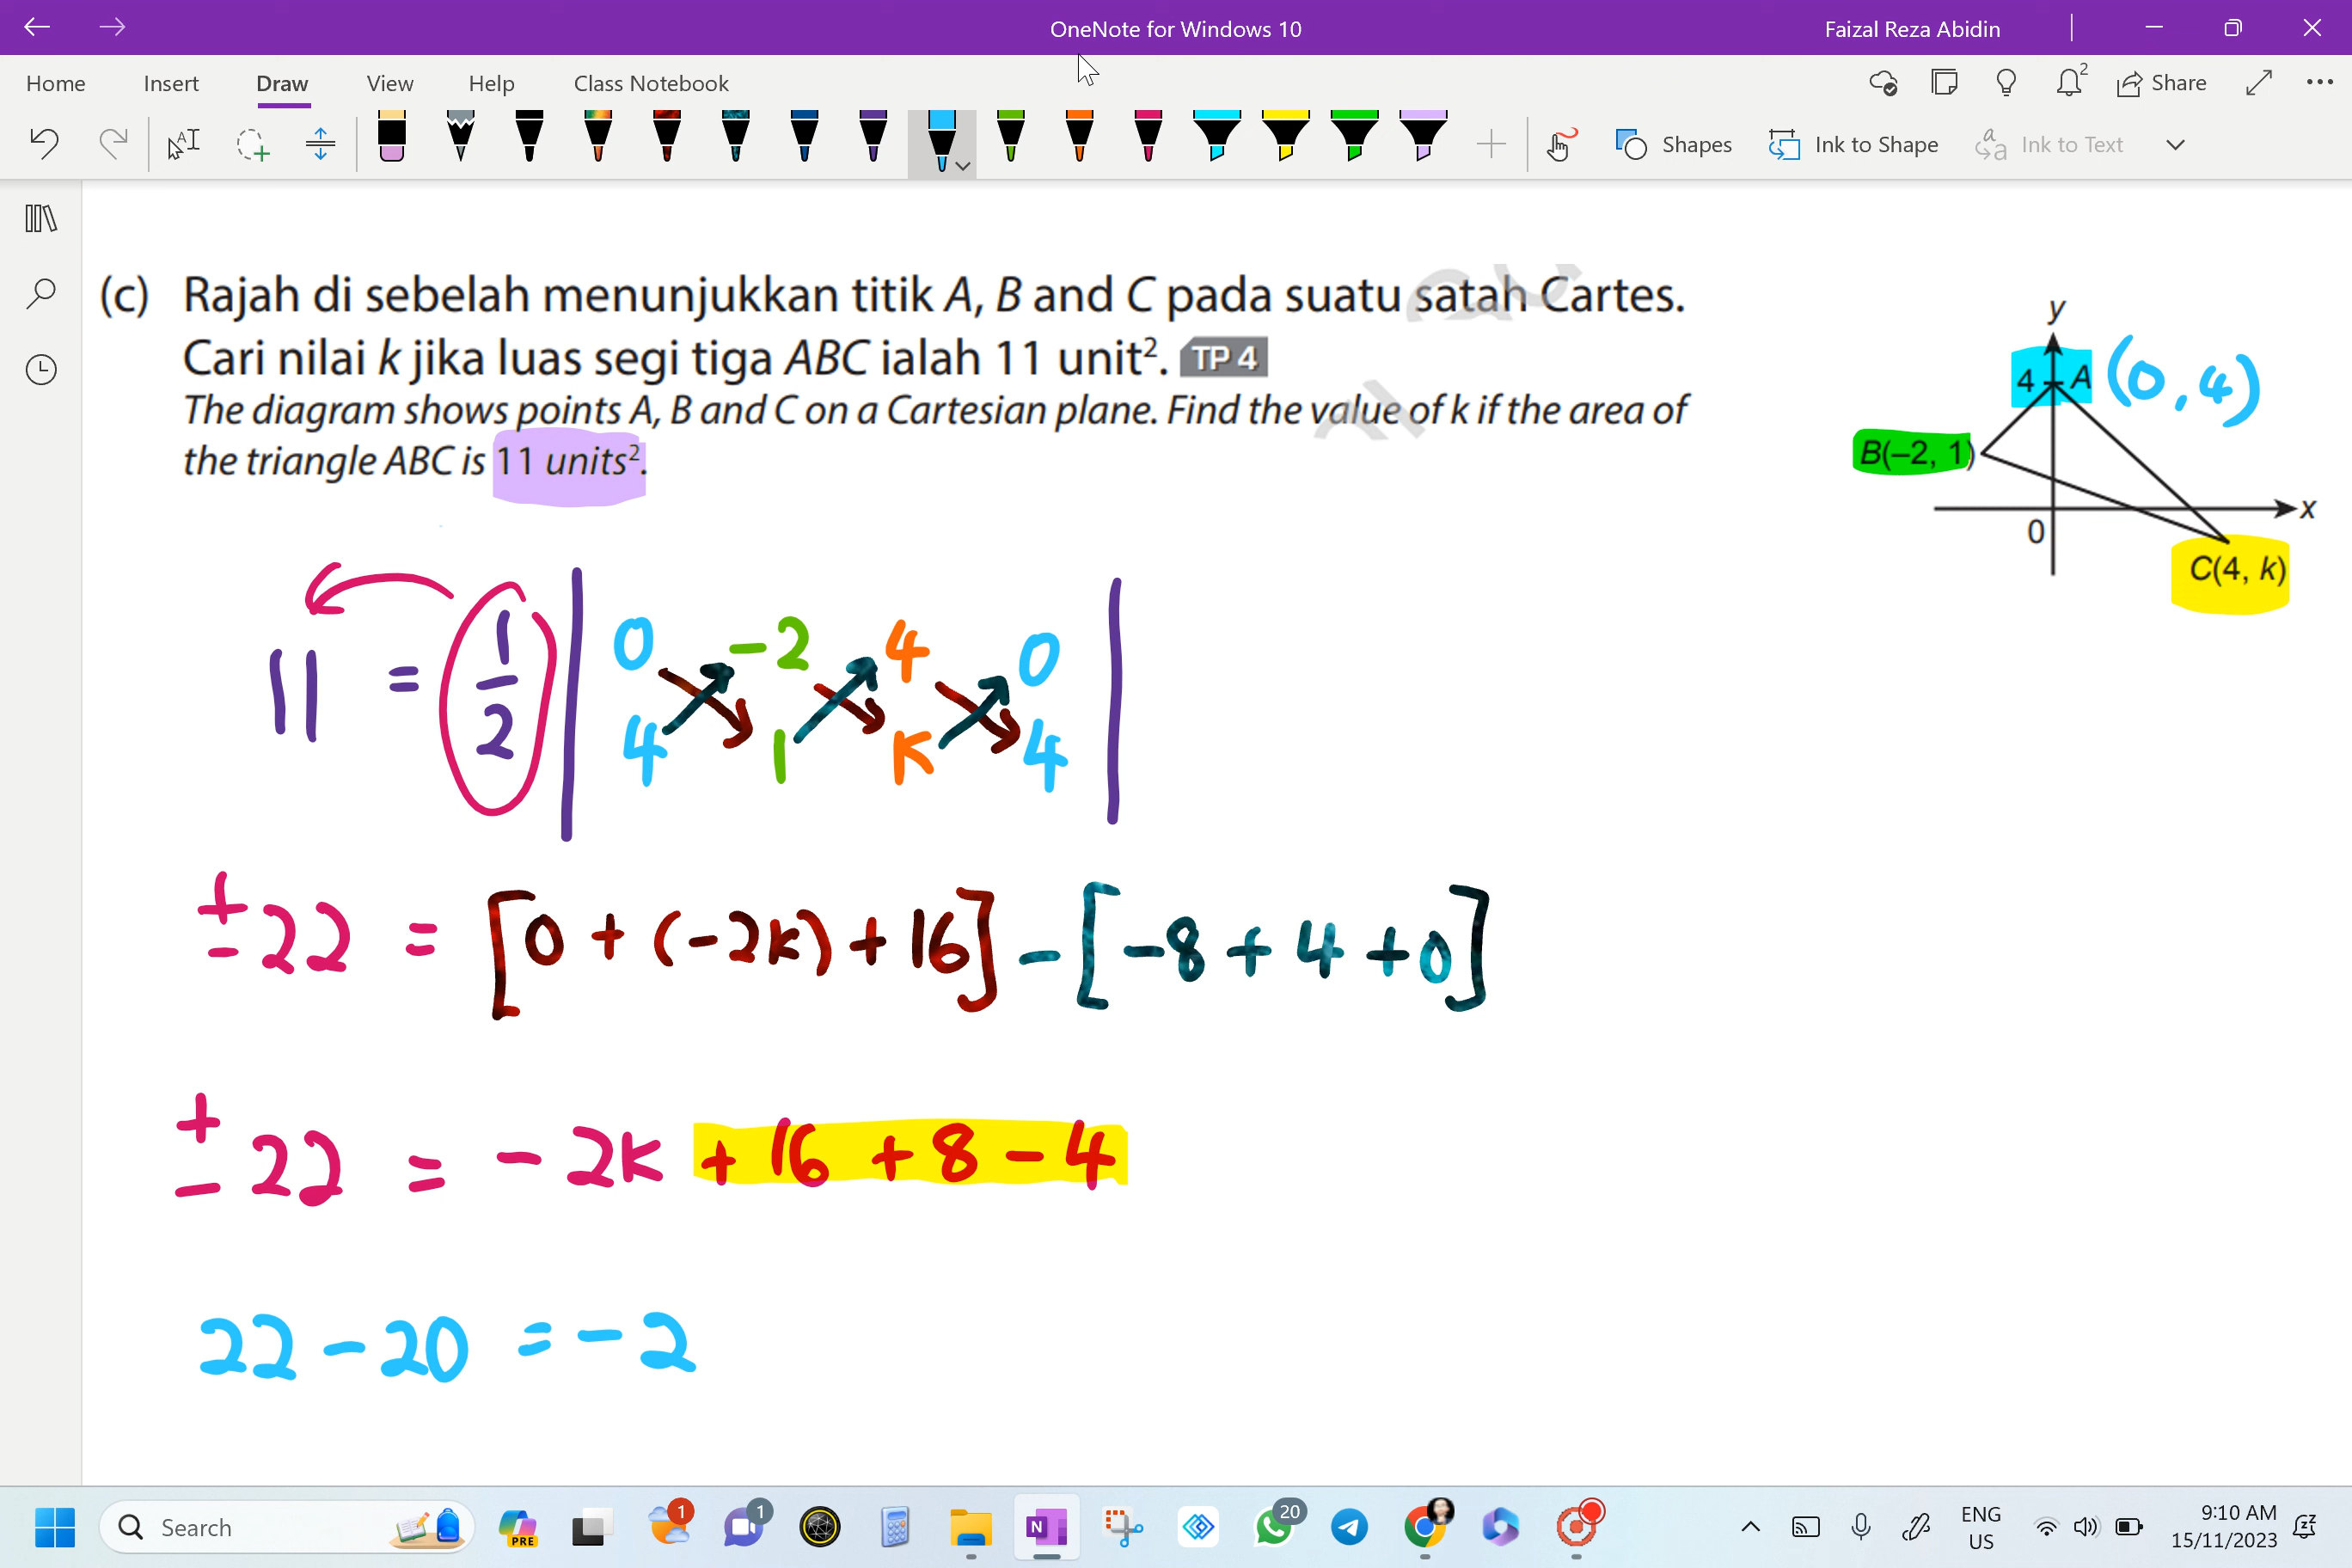 OneNote for Windows 10
Faizal Reza Abidin
Home Insert Draw View Help Class Notebook
2
Share
Shapes
Ink to Shape
Ink to Text
(c) Rajah di sebelah menunjukkan titik A, B and C pada suatu satah Cartes.
Cari nilai k jika luas segi tiga ABC ialah 11 unit². TP 4
The diagram shows points A, B and C on a Cartesian plane. Find the value of k if the area of
the triangle ABC is 11 units².
y
4 A (0,4)
B(–2, 1)
x
0
C(4, k)
11 = 1/2 | 0 -2 4 0
4 1 k 4 |
± 22 = [0 + (-2k) + 16] - [-8 + 4 + 0]
± 22 = - 2k + 16 + 8 - 4
22 - 20 = - 2
Search
PRE
1
1
N
20
ENG
US
9:10 AM
15/11/2023